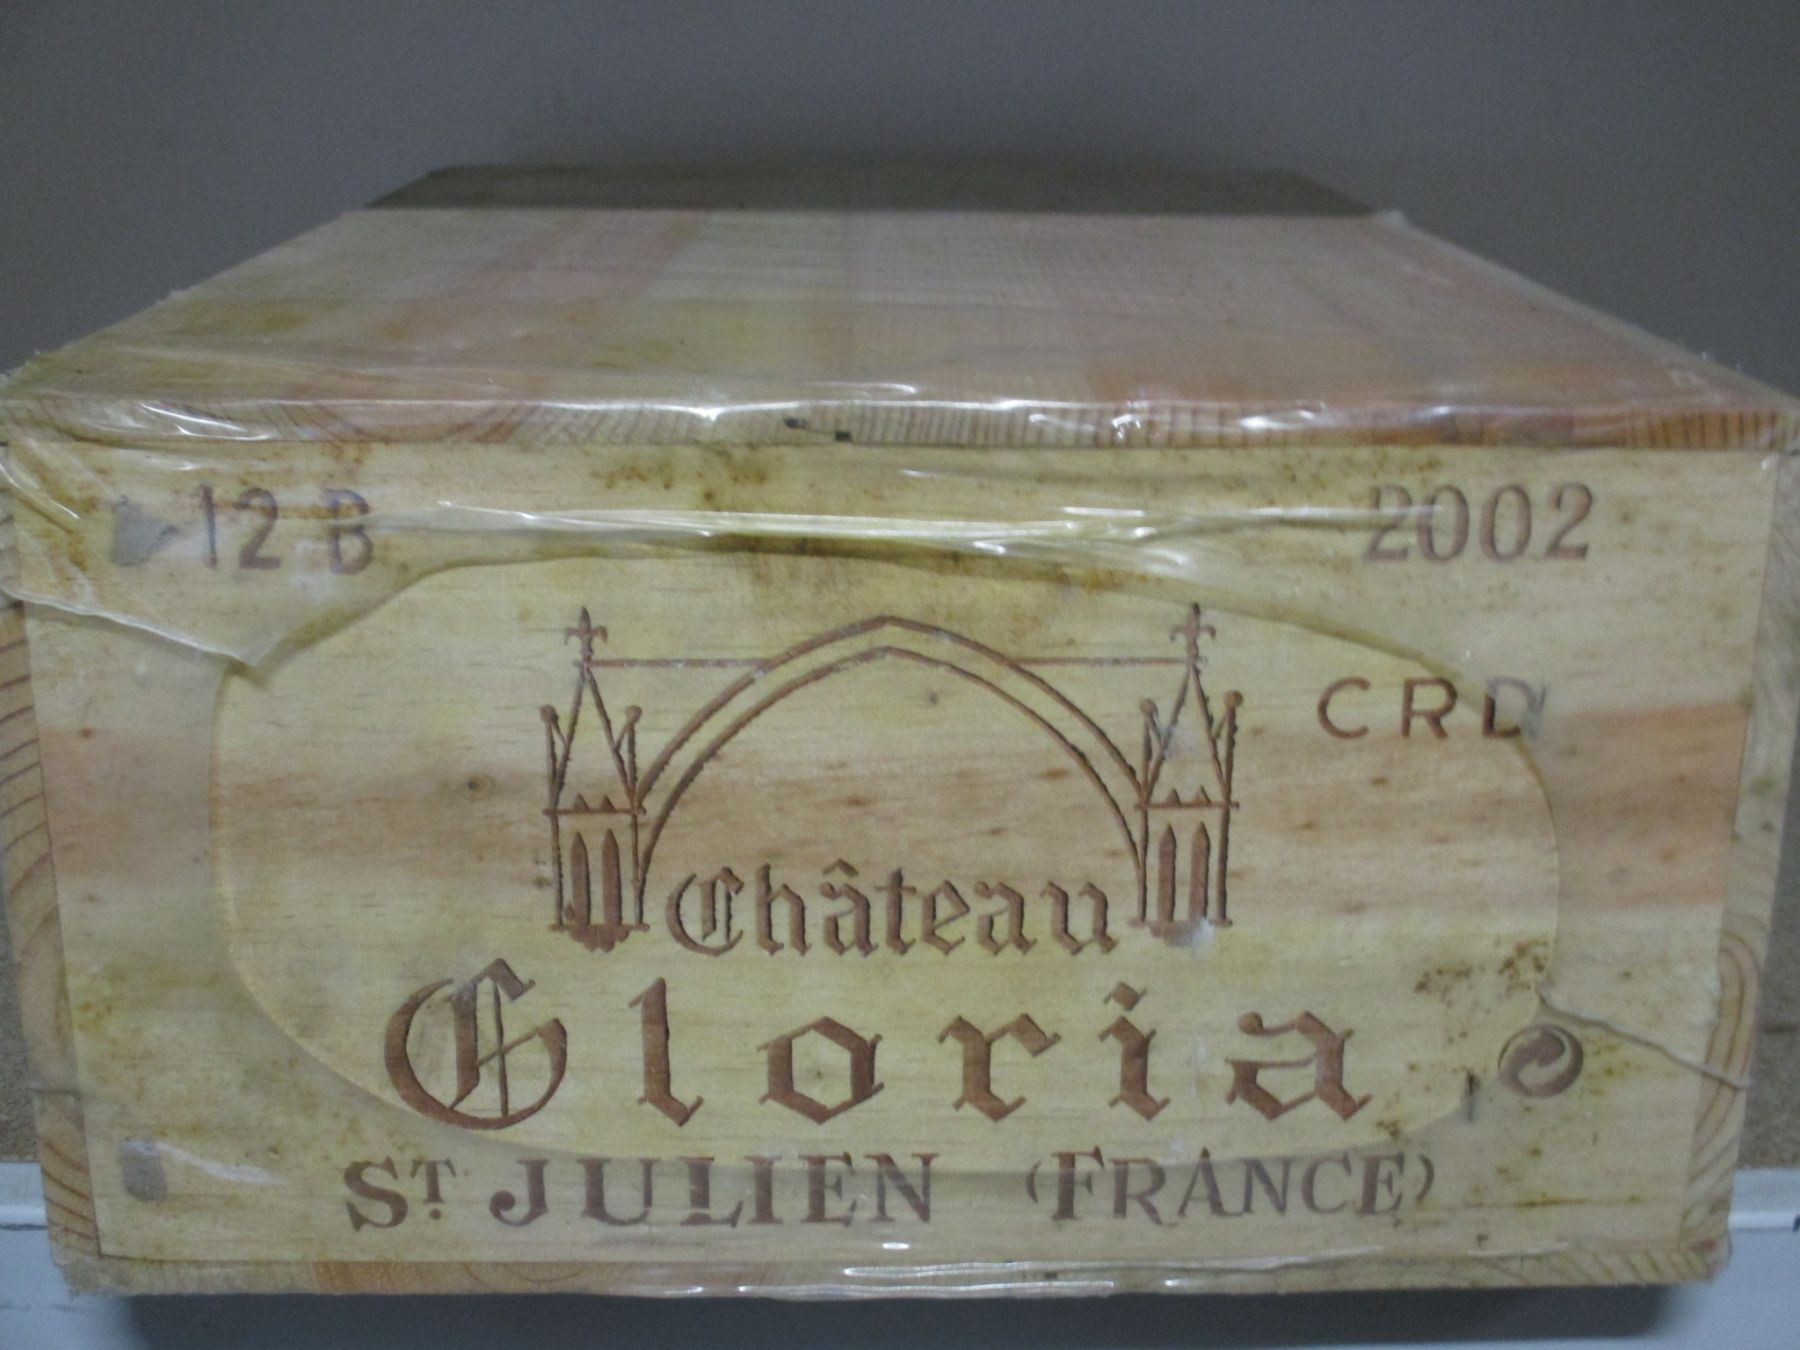 12 B 2002
CRD
Château
Gloria
ST. JULIEN (FRANCE)